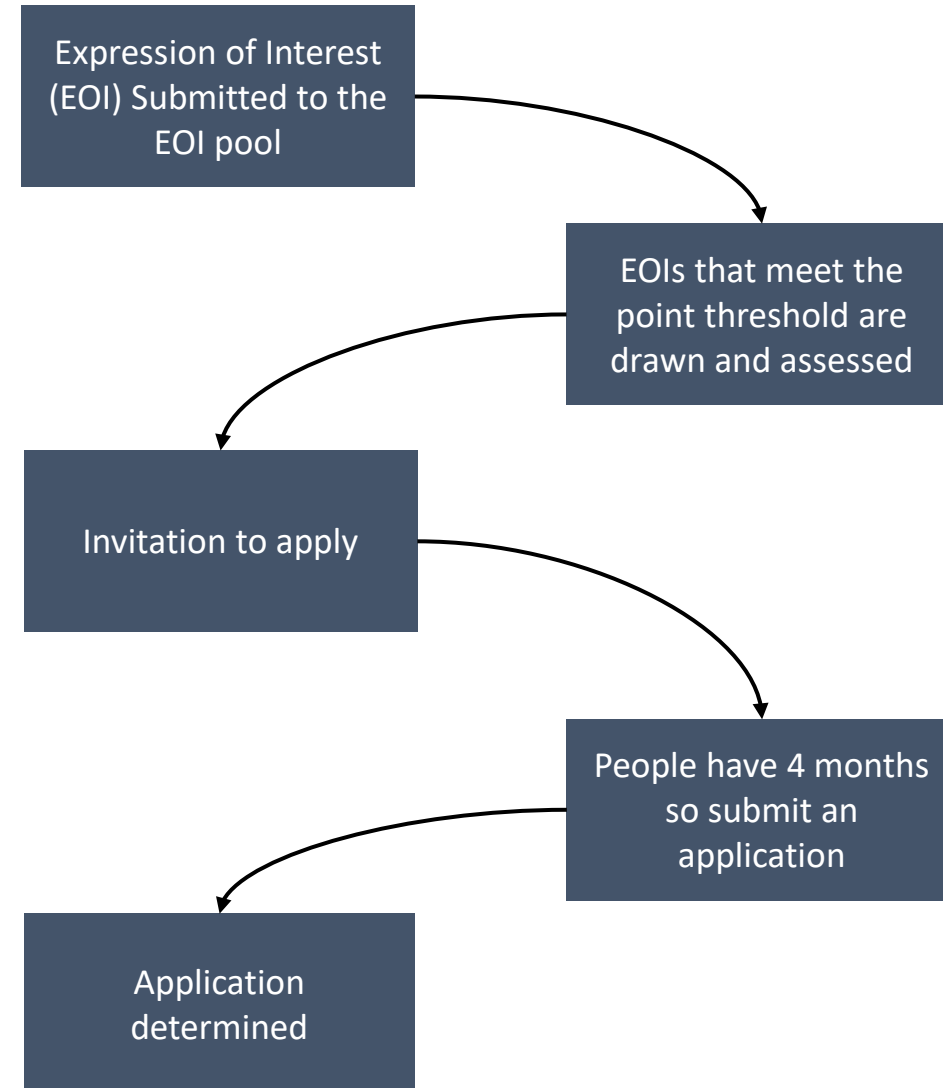 Expression of Interest
(EOI) Submitted to the
EOI pool
EOIs that meet the
point threshold are
drawn and assessed
Invitation to apply
People have 4 months
so submit an
application
Application
determined